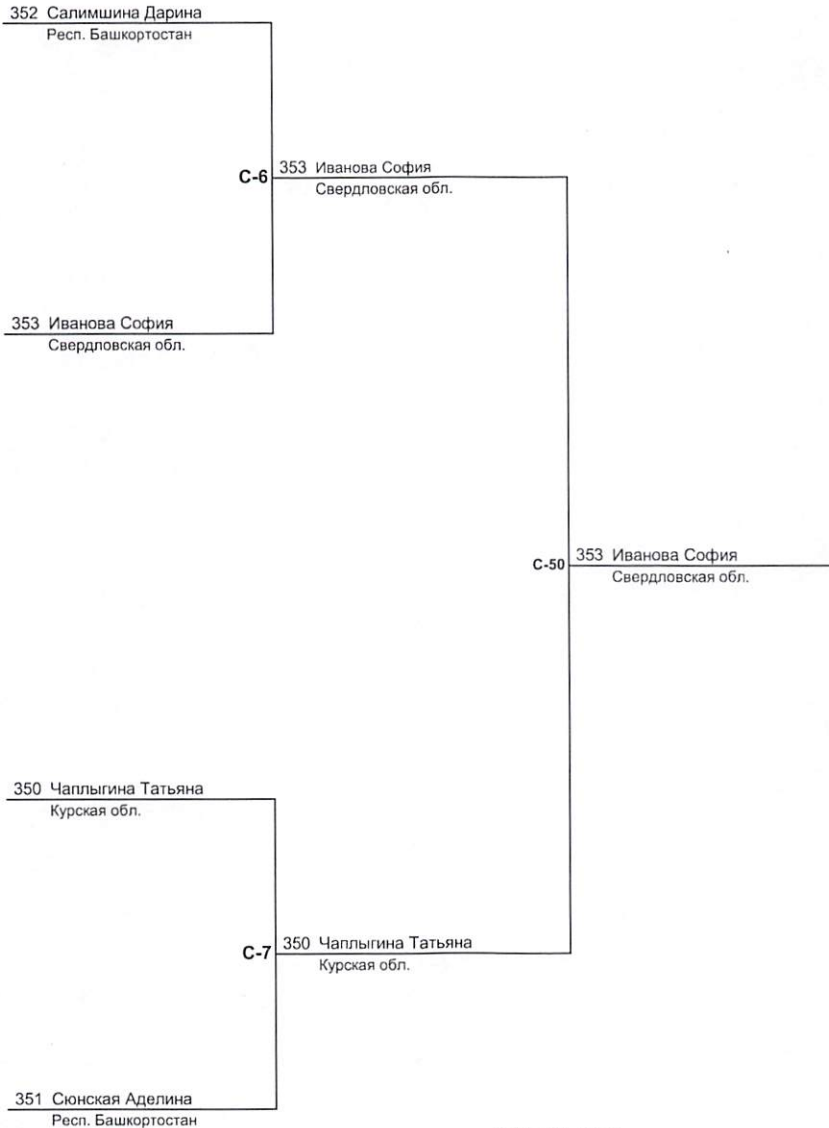 352 Салимшина Дарина
Респ. Башкортостан
С-6
353 Иванова София
Свердловская обл.
353 Иванова София
Свердловская обл.
С-50
353 Иванова София
Свердловская обл.
350 Чаплыгина Татьяна
Курская обл.
С-7
350 Чаплыгина Татьяна
Курская обл.
351 Сюнская Аделина
Респ. Башкортостан